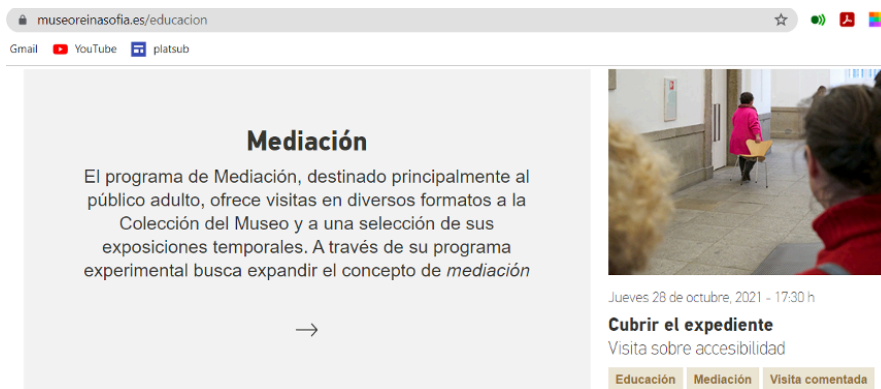 museoreinasofia.es/educacion
Gmail
YouTube
platsub
Mediación
El programa de Mediación, destinado principalmente al
público adulto, ofrece visitas en diversos formatos a la
Colección del Museo y a una selección de sus
exposiciones temporales. A través de su programa
experimental busca expandir el concepto de mediación
Jueves 28 de octubre, 2021 - 17:30 h
Cubrir el expediente
Visita sobre accesibilidad
Educación Mediación Visita comentada